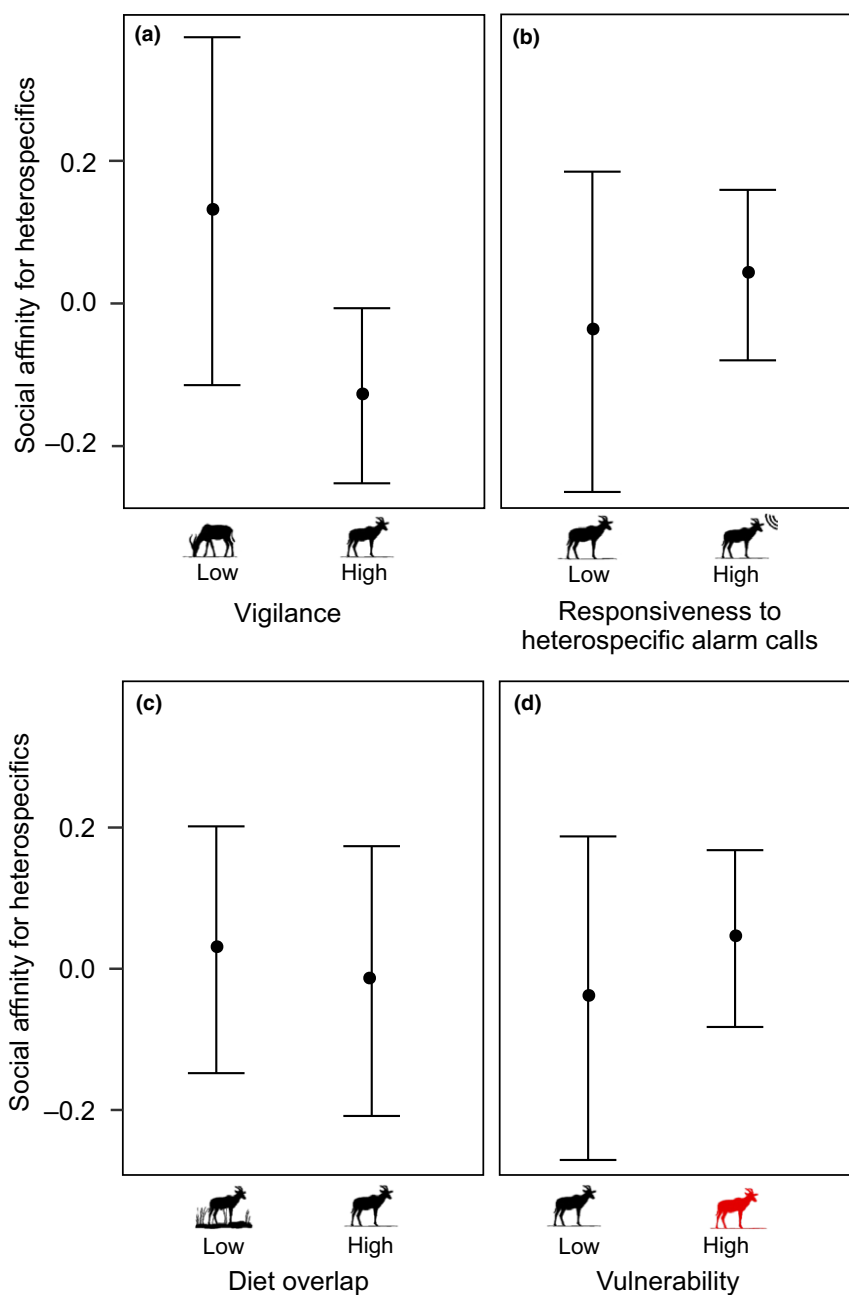 (a)
(b)
Social affinity for heterospecifics
0.2
0.0
–0.2
Low
High
Low
High
Vigilance
Responsiveness to
heterospecific alarm calls
(c)
(d)
Social affinity for heterospecifics
0.2
0.0
–0.2
Low
High
Low
High
Diet overlap
Vulnerability